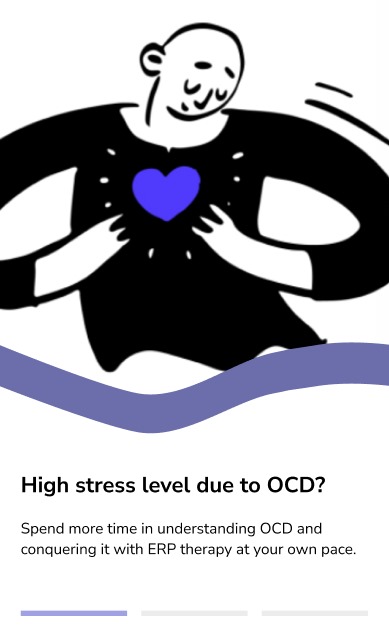 High stress level due to OCD?
Spend more time in understanding OCD and
conquering it with ERP therapy at your own pace.